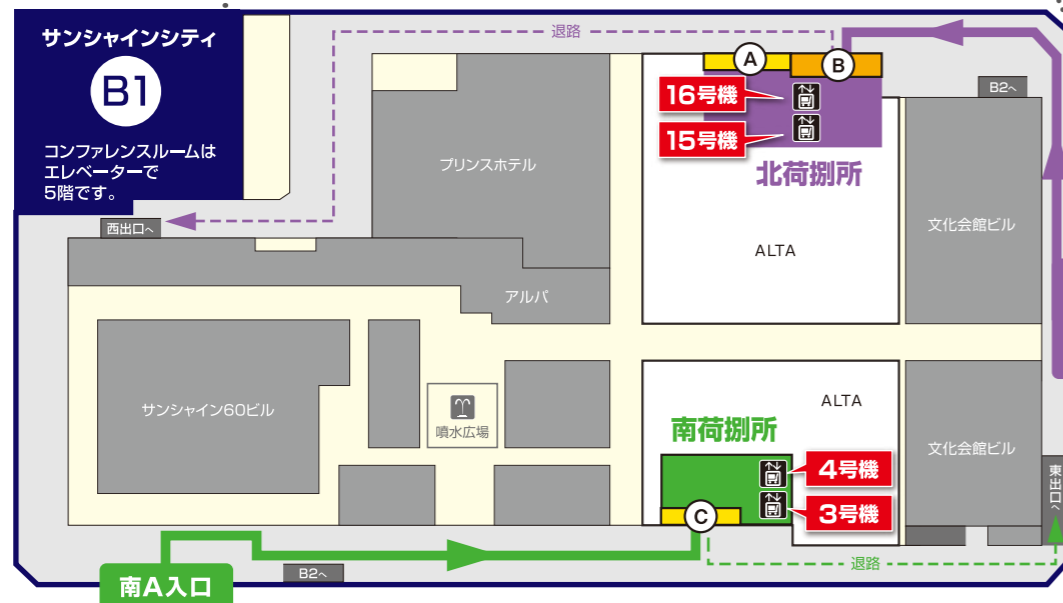 サンシャインシティ
B1
コンファレンスルームは
エレベーターで
5階です。
退路
A
B
16号機
15号機
北荷捌所
B2へ
プリンスホテル
西出口へ
ALTA
文化会館ビル
アルパ
サンシャイン60ビル
噴水広場
ALTA
南荷捌所
4号機
3号機
文化会館ビル
東出口へ
C
退路
B2へ
南A入口